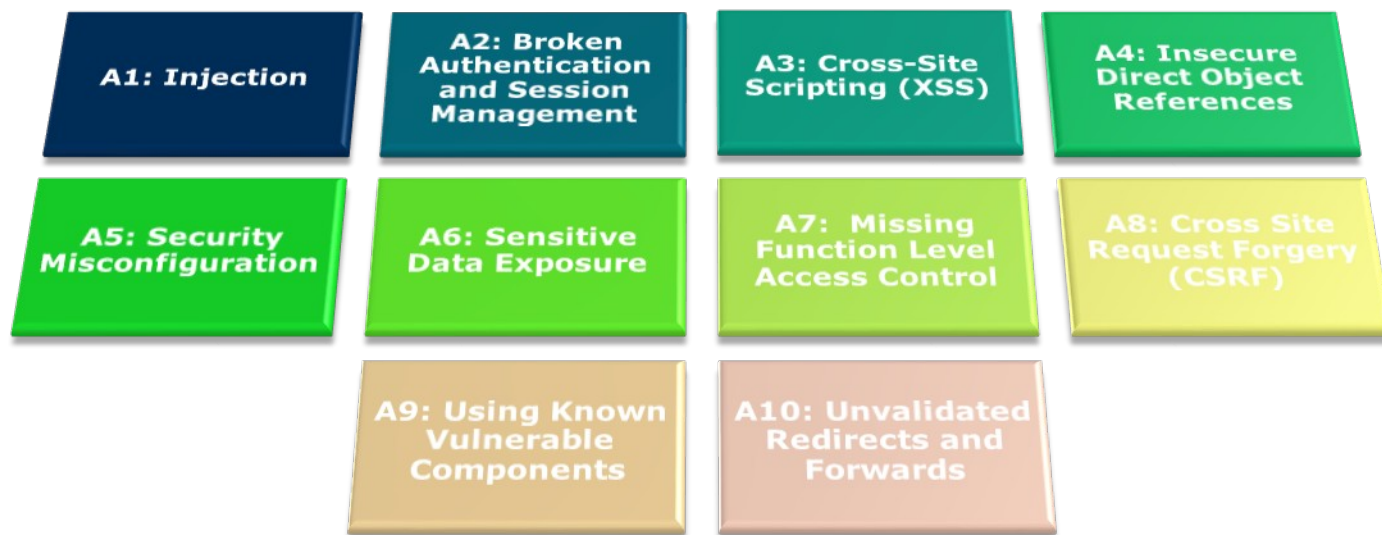 A1: Injection
A2: Broken
Authentication
and Session
Management
A3: Cross-Site
Scripting (XSS)
A4: Insecure
Direct Object
References
A5: Security
Misconfiguration
A6: Sensitive
Data Exposure
A7:  Missing
Function Level
Access Control
A8: Cross Site
Request Forgery
(CSRF)
A9: Using Known
Vulnerable
Components
A10: Unvalidated
Redirects and
Forwards